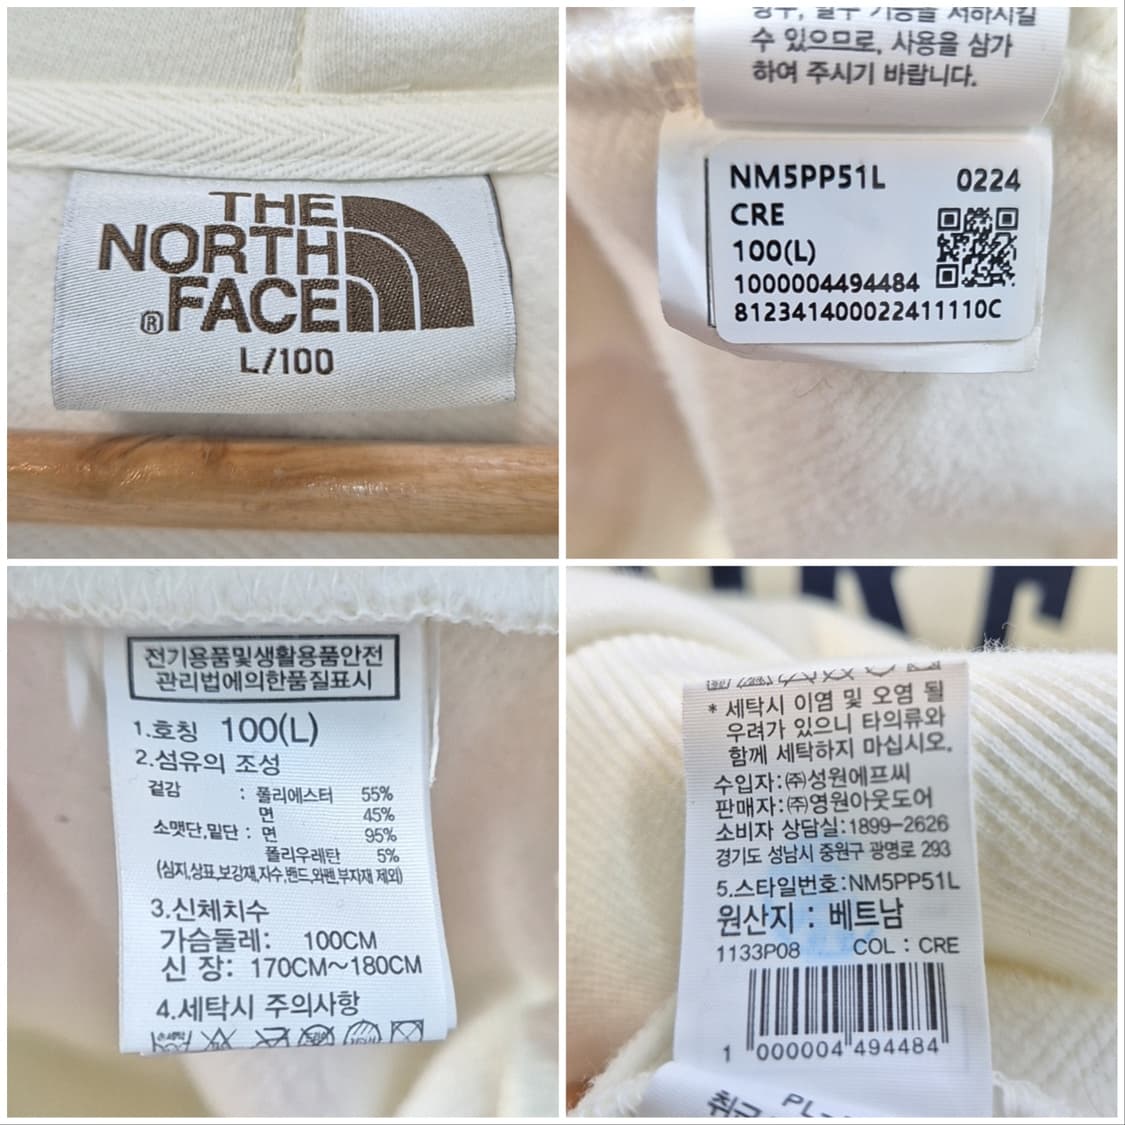 THE
NORTH
®FACE
L/100
수 있으므로, 사용을 삼가
하여 주시기 바랍니다.
NM5PP51L 0224
CRE
100(L)
1000004494484
812341400022411110C
전기용품및생활용품안전
관리법에의한품질표시
1.호칭 100(L)
2.섬유의 조성
겉감 : 폴리에스터 55%
면 45%
소맷단,밑단 : 면 95%
폴리우레탄 5%
(심지,상표,보강재,자수,밴드,와펜,부자재 제외)
3.신체치수
가슴둘레: 100CM
신 장: 170CM~180CM
4.세탁시 주의사항
* 세탁시 이염 및 오염 될
우려가 있으니 타의류와
함께 세탁하지 마십시오.
수입자:㈜성원에프씨
판매자:㈜영원아웃도어
소비자 상담실:1899-2626
경기도 성남시 중원구 광명로 293
5.스타일번호:NM5PP51L
원산지 : 베트남
1133P08 COL : CRE
1 000004 494484